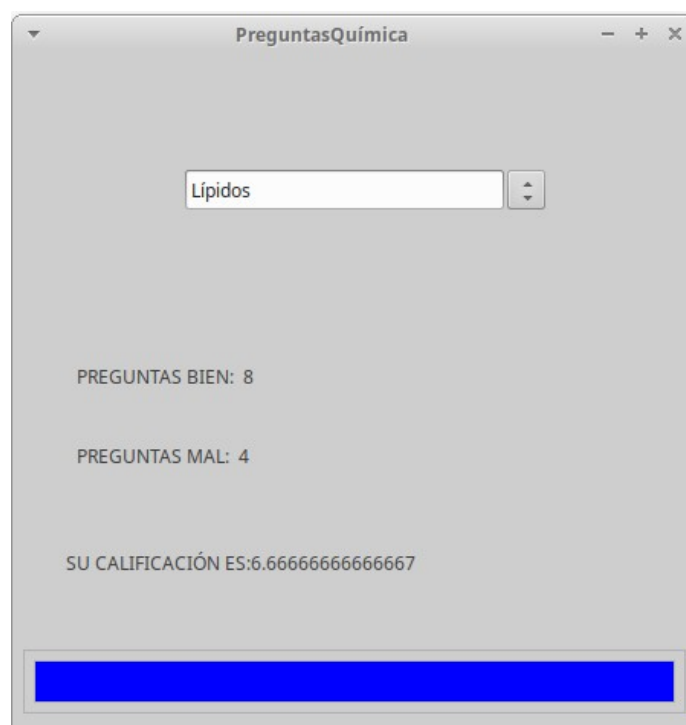 PreguntasQuímica
Lípidos
PREGUNTAS BIEN: 8
PREGUNTAS MAL: 4
SU CALIFICACIÓN ES:6.66666666666667